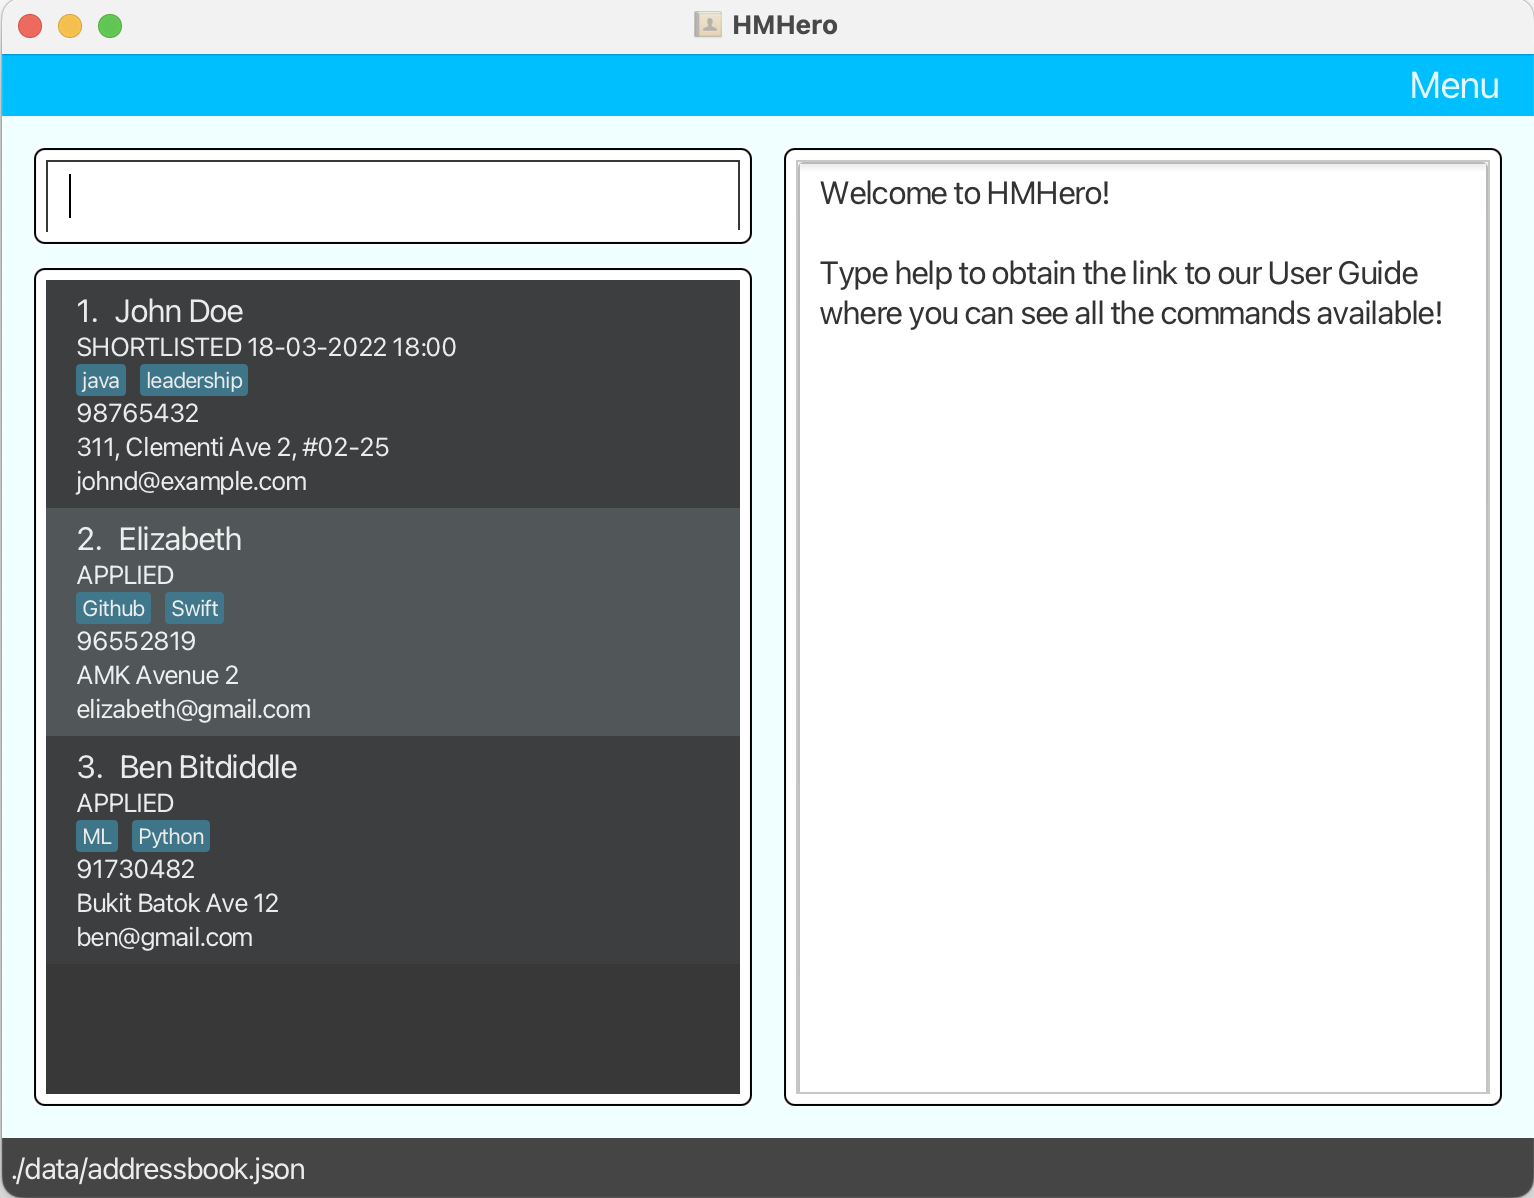 HMHero
Menu
1. John Doe
SHORTLISTED 18-03-2022 18:00
java leadership
98765432
311, Clementi Ave 2, #02-25
johnd@example.com
2. Elizabeth
APPLIED
Github Swift
96552819
AMK Avenue 2
elizabeth@gmail.com
3. Ben Bitdiddle
APPLIED
ML Python
91730482
Bukit Batok Ave 12
ben@gmail.com
Welcome to HMHero!
Type help to obtain the link to our User Guide
where you can see all the commands available!
./data/addressbook.json